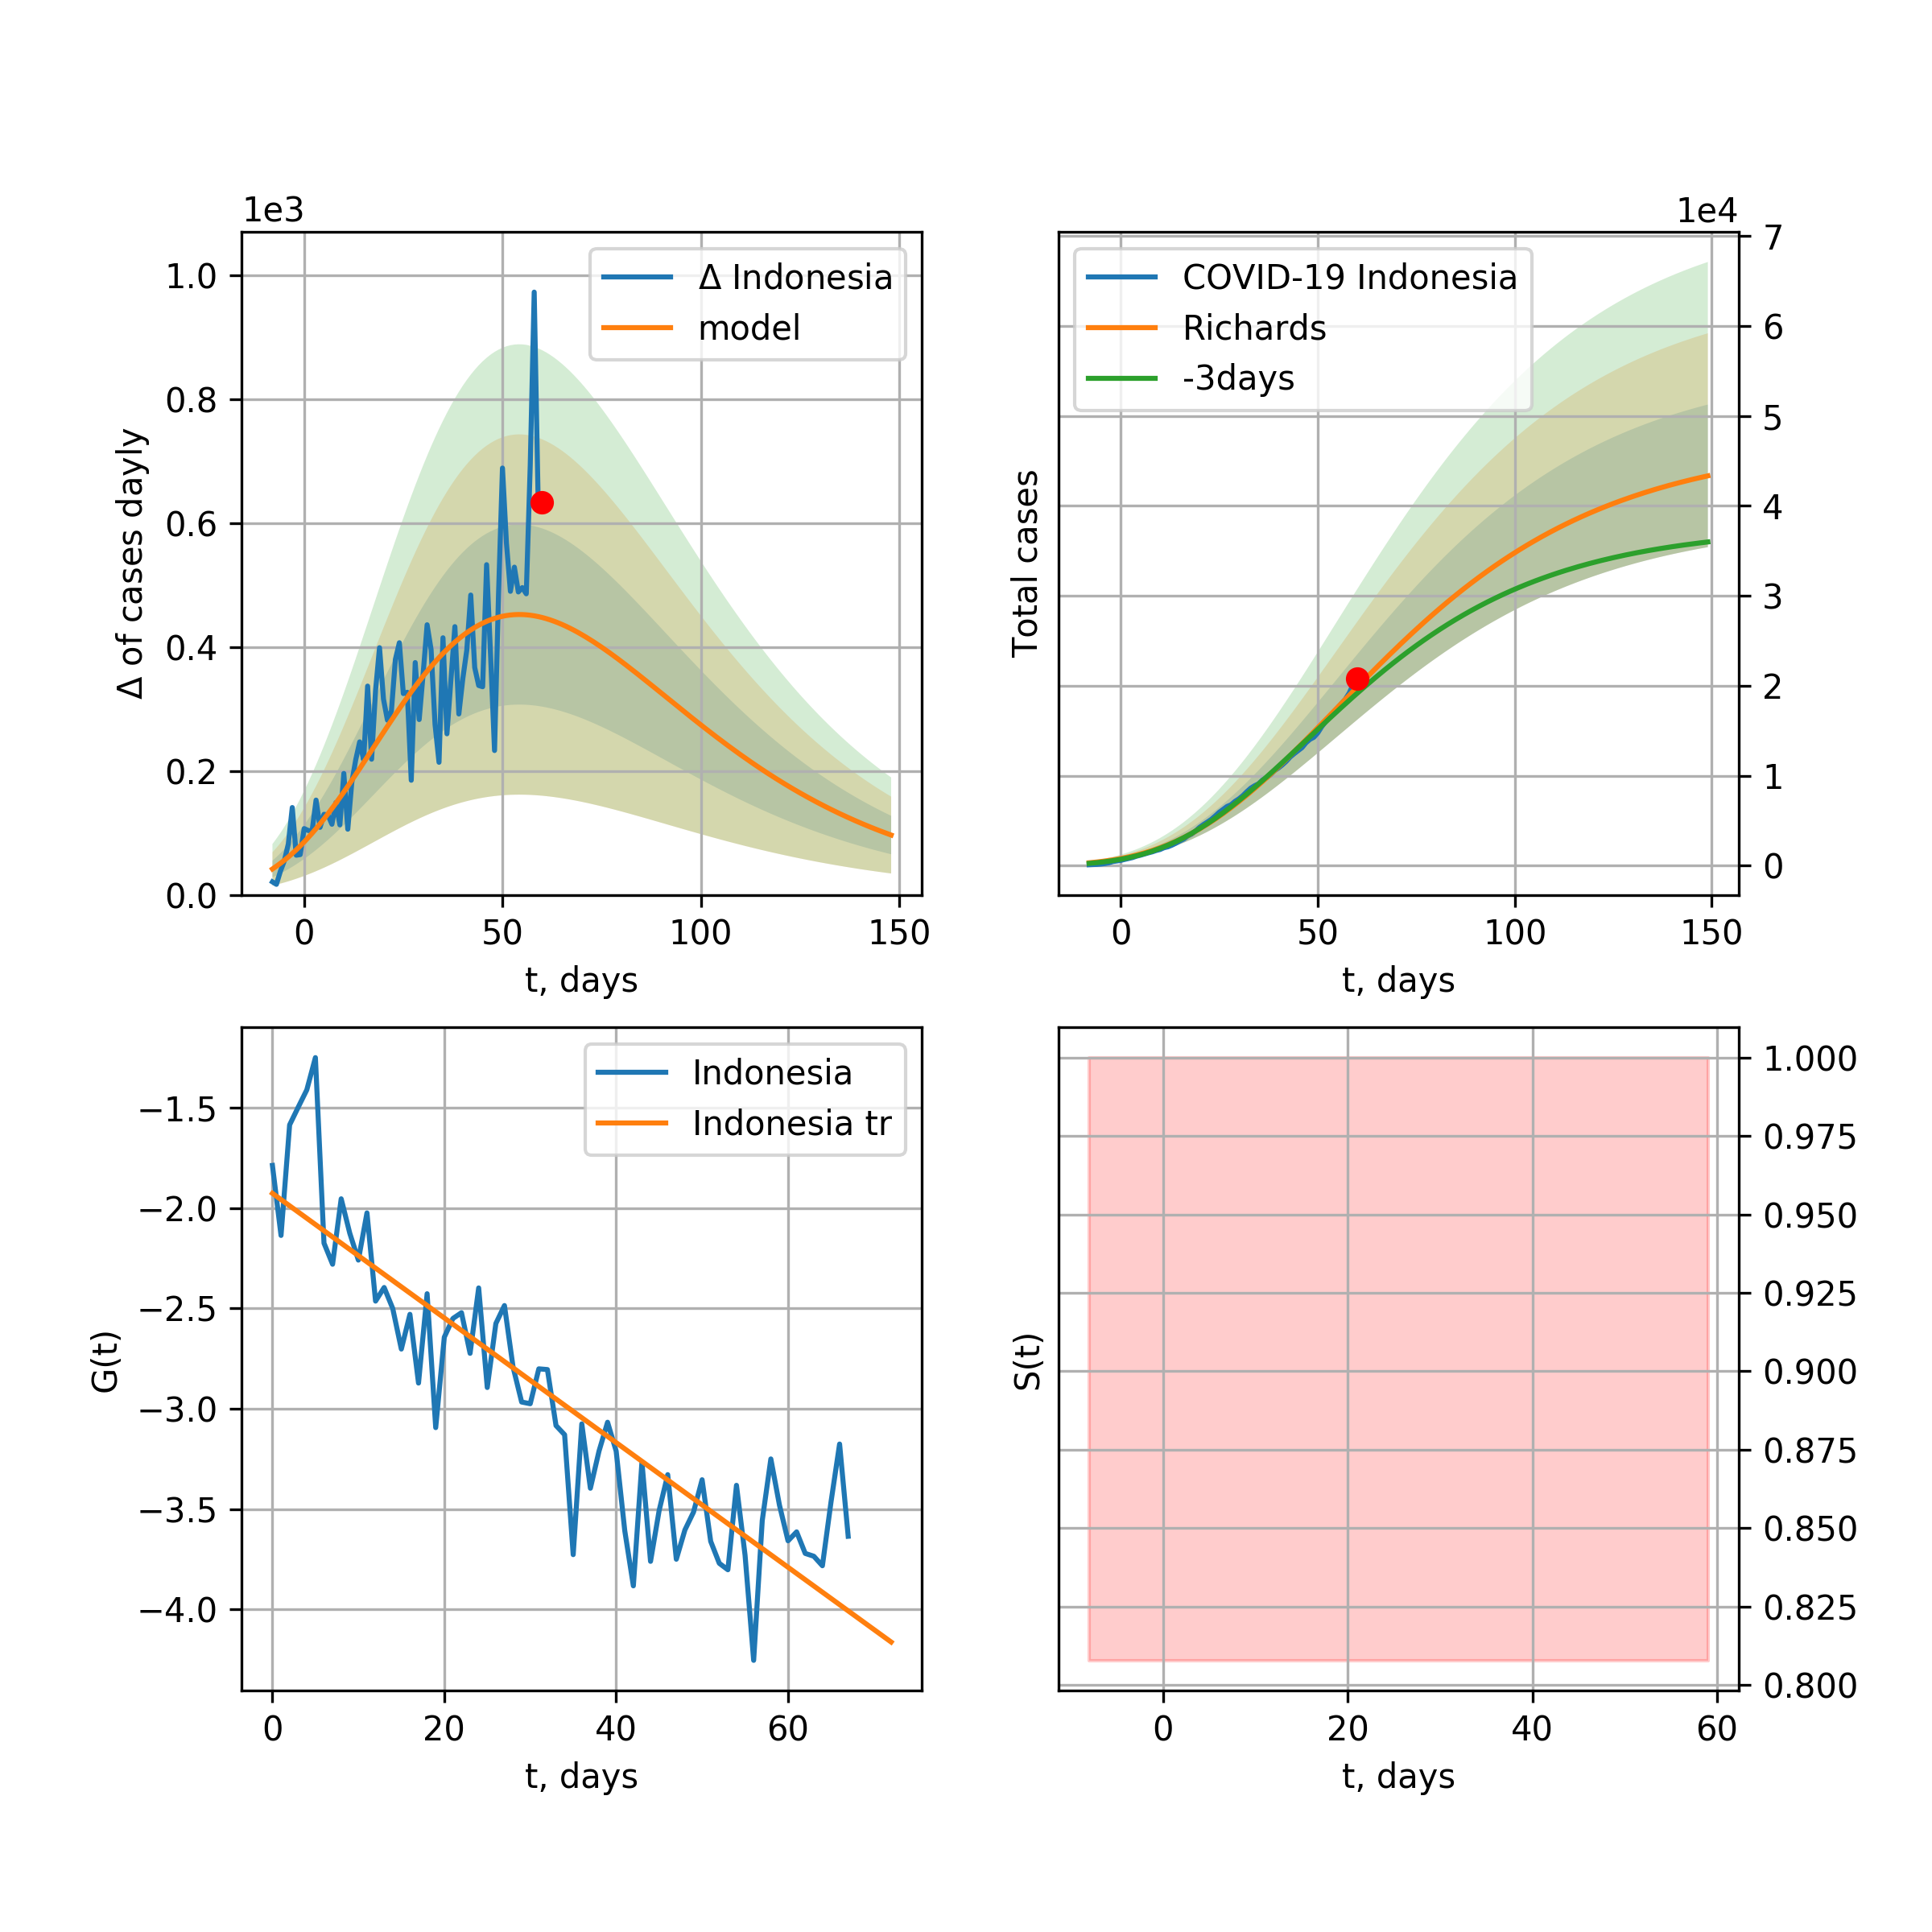 1e3
1.0
0.8
0.6
0.4
0.2
0.0
Δ of cases dayly
Δ Indonesia
model
0 50 100 150
t, days
1e4
7
6
5
4
3
2
1
0
Total cases
COVID-19 Indonesia
Richards
-3days
0 50 100 150
t, days
−1.5
−2.0
−2.5
−3.0
−3.5
−4.0
G(t)
Indonesia
Indonesia tr
0 20 40 60
t, days
1.000
0.975
0.950
0.925
0.900
0.875
0.850
0.825
0.800
S(t)
0 20 40 60
t, days